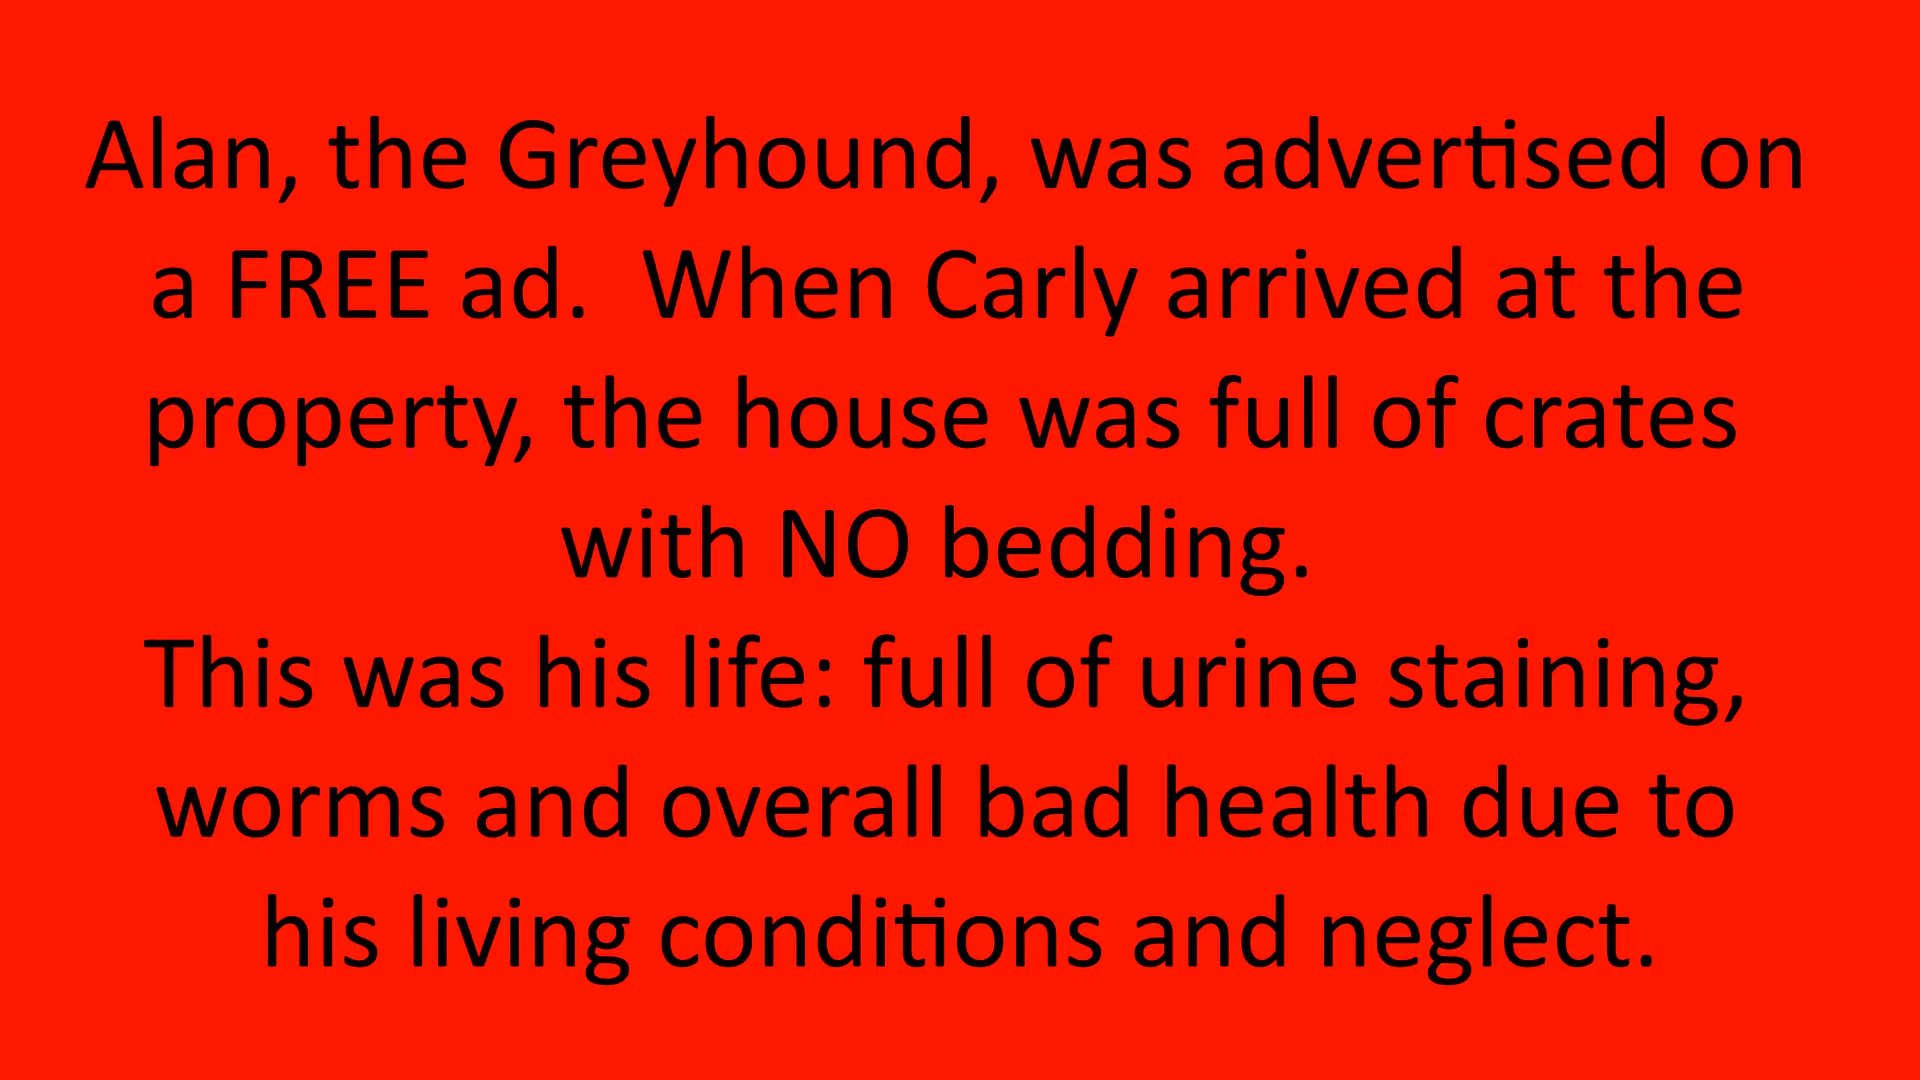 Alan, the Greyhound, was advertised on
a FREE ad.  When Carly arrived at the
property, the house was full of crates
with NO bedding.
This was his life: full of urine staining,
worms and overall bad health due to
his living conditions and neglect.